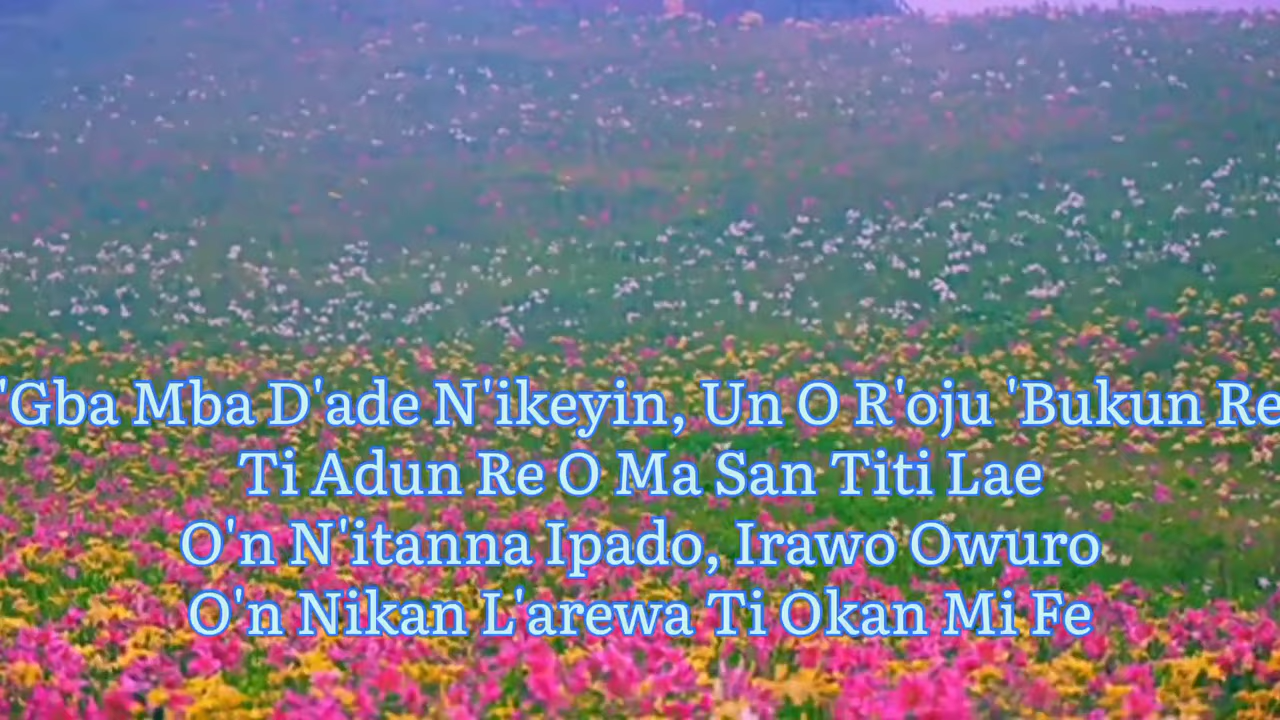 'Gba Mba D'ade N'ikeyin, Un O R'oju 'Bukun Re
Ti Adun Re O Ma San Titi Lae
O'n N'itanna Ipado, Irawo Owuro
O'n Nikan L'arewa Ti Okan Mi Fe